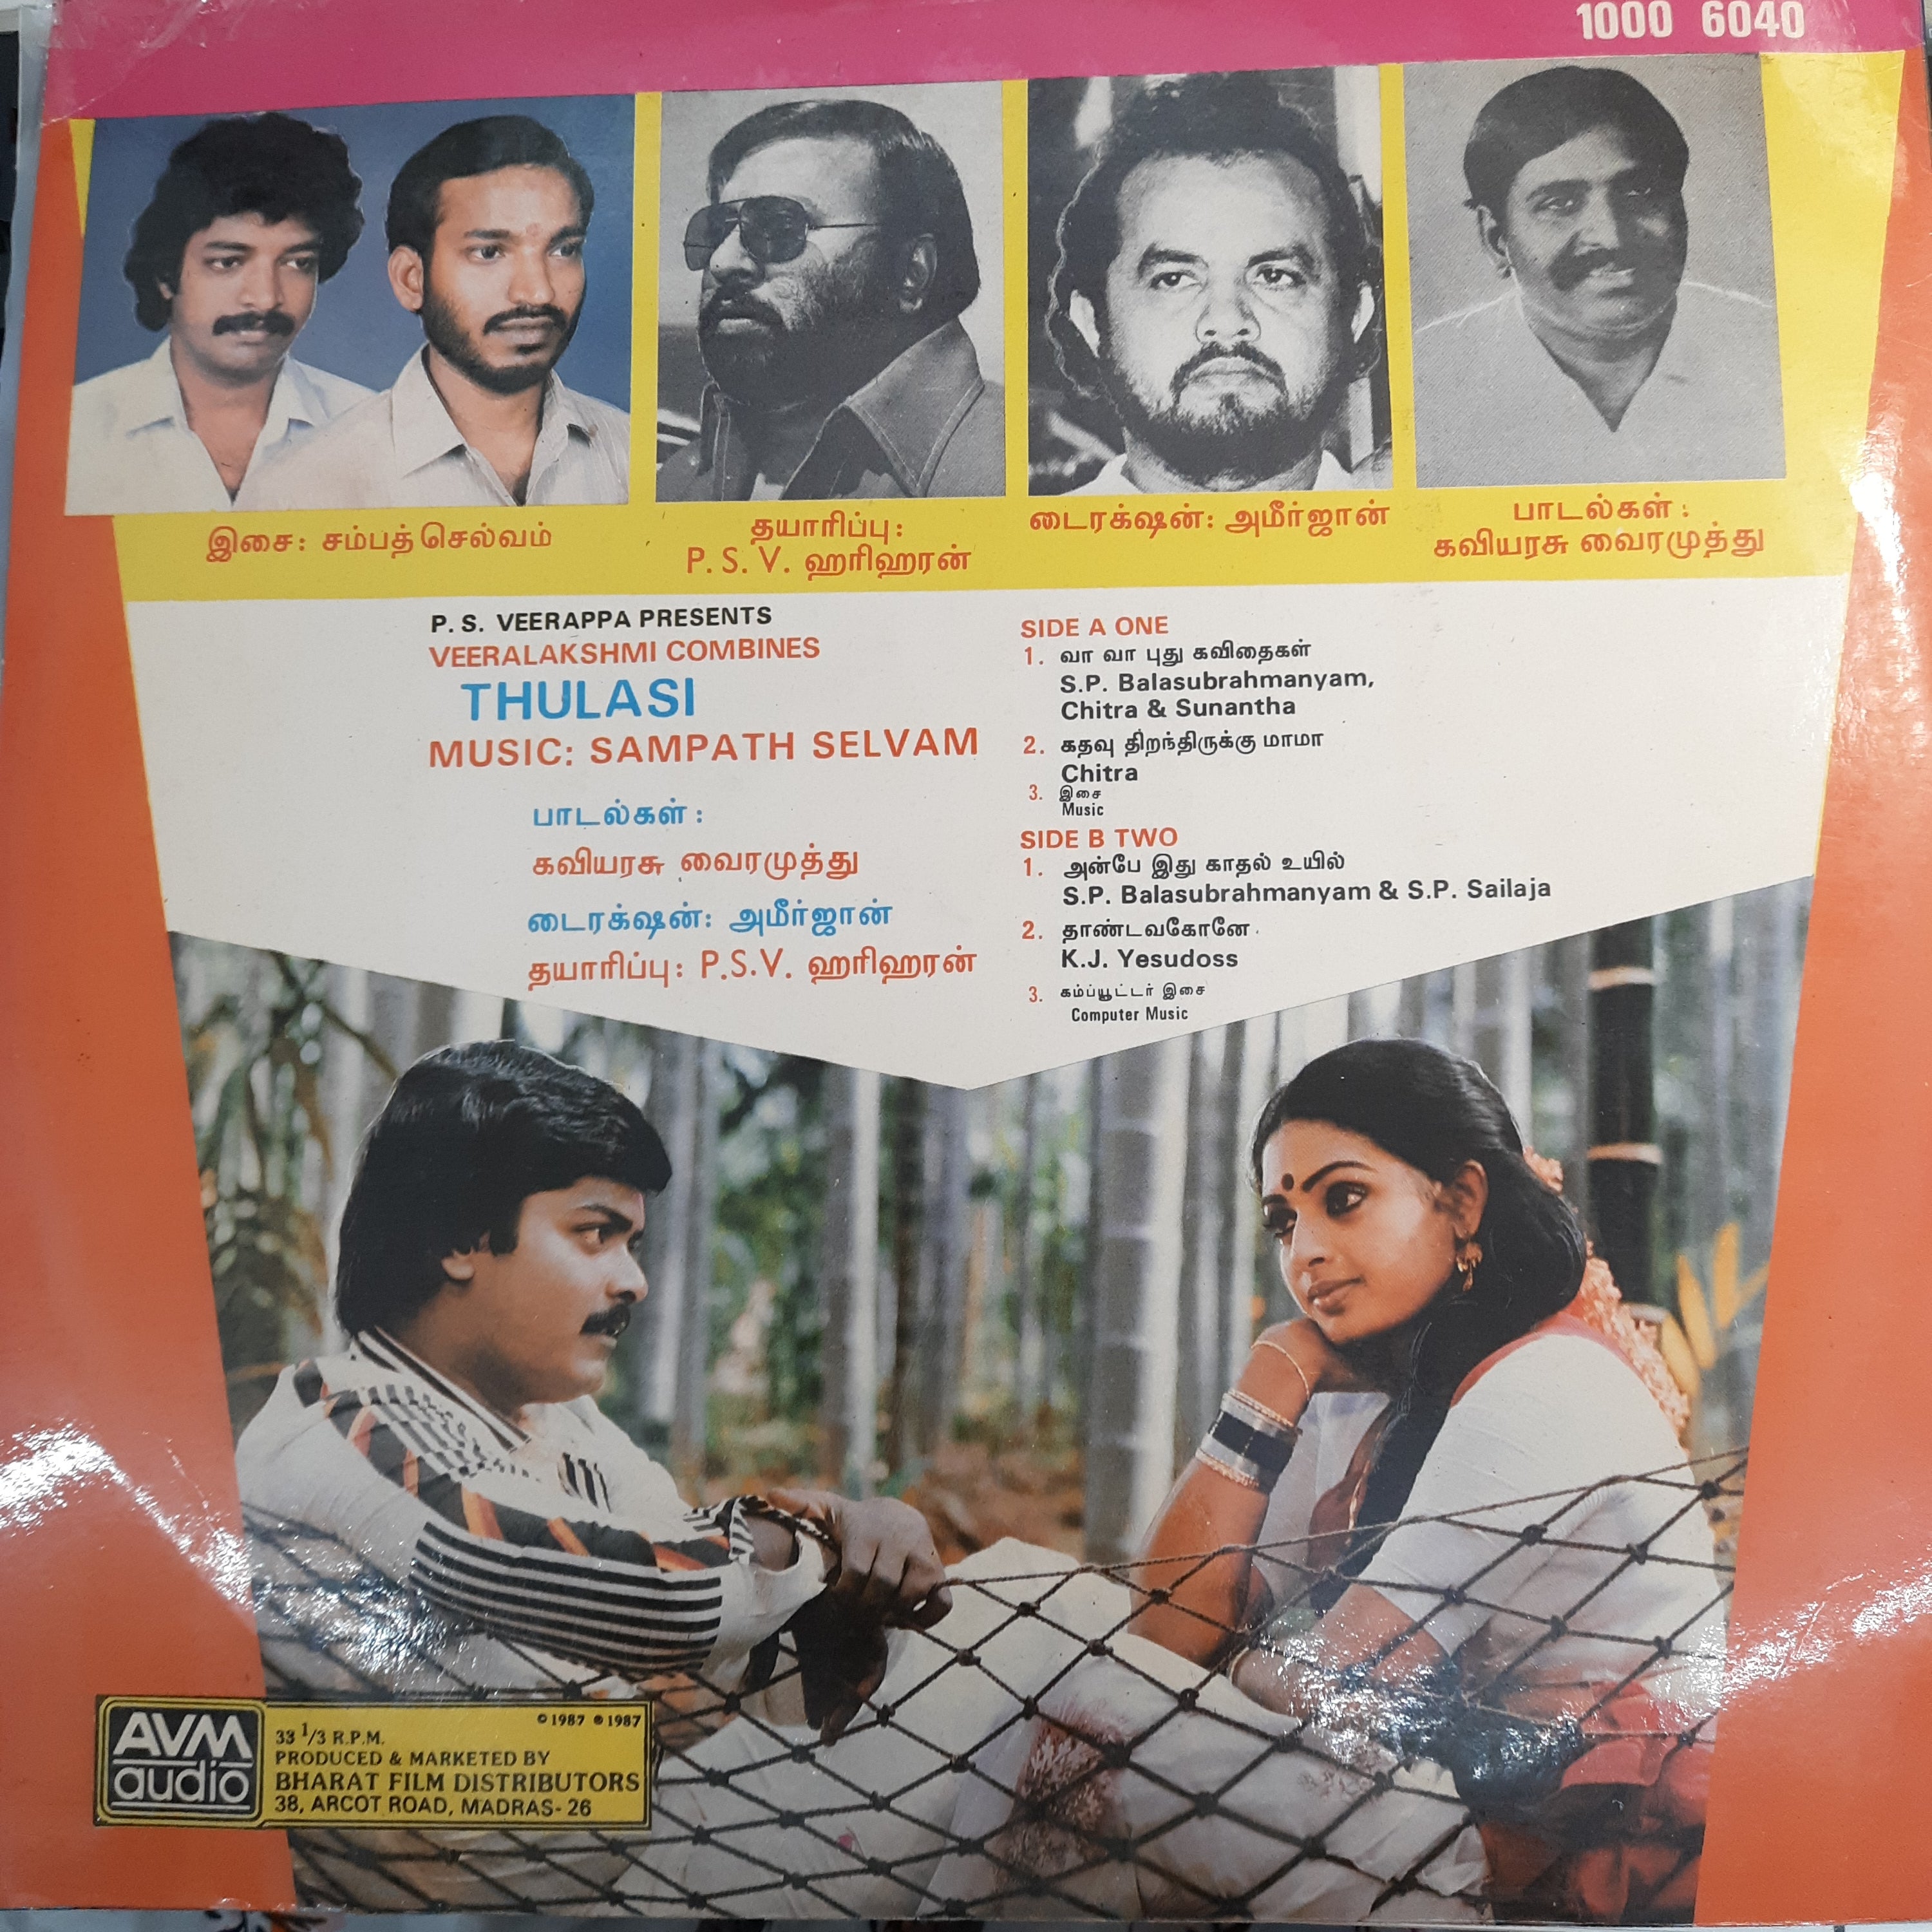 1000 6040
இசை: சம்பத் செல்வம்
தயாரிப்பு:
P. S. V. ஹரிஹரன்
டைரக்‌ஷன்: அமீர்ஜான்
பாடல்கள் :
கவியரசு வைரமுத்து
P. S. VEERAPPA PRESENTS
VEERALAKSHMI COMBINES
THULASI
MUSIC: SAMPATH SELVAM
பாடல்கள் :
கவியரசு வைரமுத்து
டைரக்‌ஷன்: அமீர்ஜான்
தயாரிப்பு: P.S.V. ஹரிஹரன்
SIDE A ONE
1. வா வா புது கவிதைகள்
S.P. Balasubrahmanyam,
Chitra & Sunantha
2. கதவு திறந்திருக்கு மாமா
Chitra
3. இசை
Music
SIDE B TWO
1. அன்பே இது காதல் உயில்
S.P. Balasubrahmanyam & S.P. Sailaja
2. தாண்டவகோனே
K.J. Yesudoss
3. கம்ப்யூட்டர் இசை
Computer Music
AVM
audio
© 1987 ℗ 1987
33 1/3 R.P.M.
PRODUCED & MARKETED BY
BHARAT FILM DISTRIBUTORS
38, ARCOT ROAD, MADRAS-26